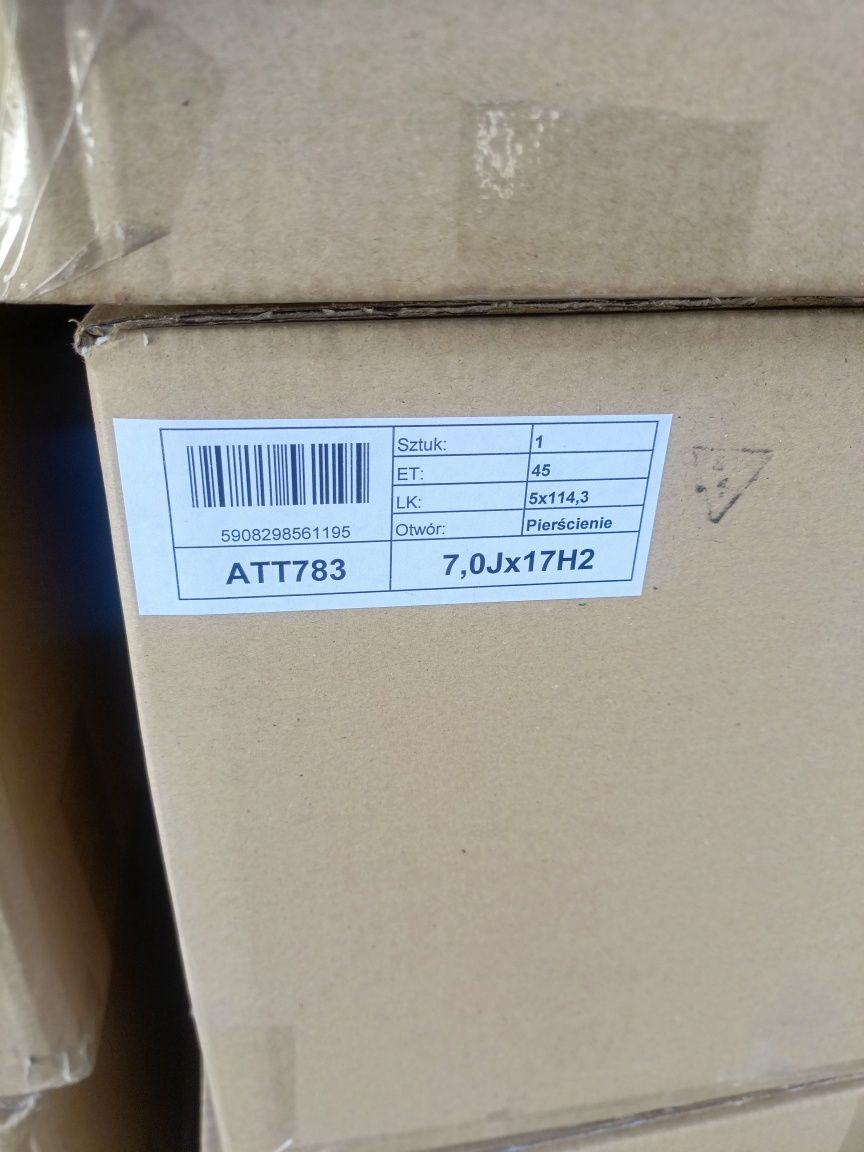 Sztuk: 1
ET: 45
LK: 5x114,3
Otwór: Pierścienie
5908298561195
ATT783 7,0Jx17H2